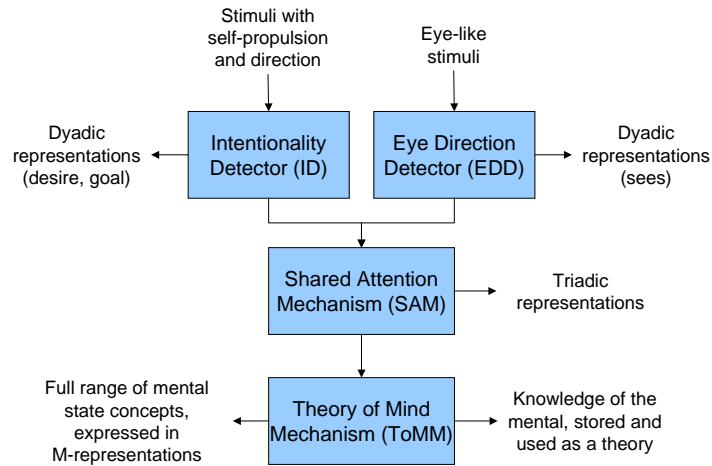 Stimuli with
self-propulsion
and direction
Eye-like
stimuli
Dyadic
representations
(desire, goal)
Intentionality
Detector (ID)
Eye Direction
Detector (EDD)
Dyadic
representations
(sees)
Shared Attention
Mechanism (SAM)
Triadic
representations
Full range of mental
state concepts,
expressed in
M-representations
Theory of Mind
Mechanism (ToMM)
Knowledge of the
mental, stored and
used as a theory